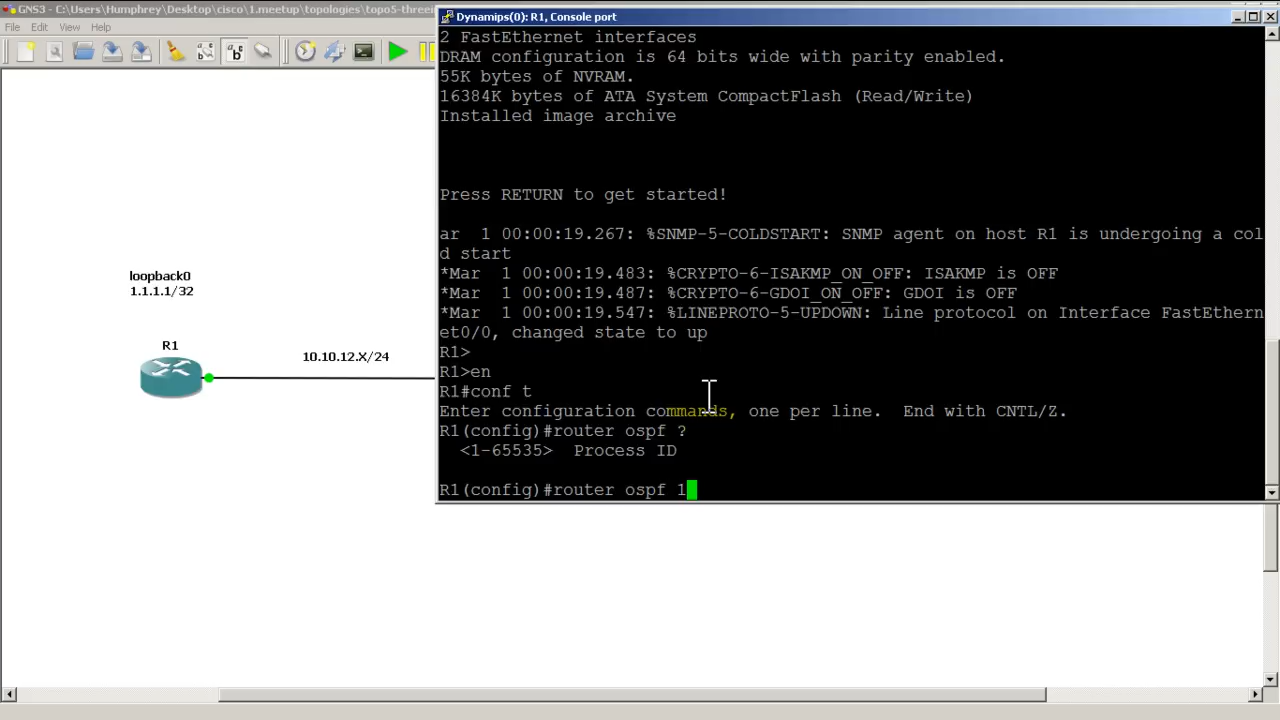 GNS3 - C:\Users\Humphrey\Desktop\cisco\1.meetup\topologies\topo5-threei
File Edit View Help
Dynamips(0): R1, Console port
2 FastEthernet interfaces
DRAM configuration is 64 bits wide with parity enabled.
55K bytes of NVRAM.
16384K bytes of ATA System CompactFlash (Read/Write)
Installed image archive
Press RETURN to get started!
ar  1 00:00:19.267: %SNMP-5-COLDSTART: SNMP agent on host R1 is undergoing a col
d start
*Mar  1 00:00:19.483: %CRYPTO-6-ISAKMP_ON_OFF: ISAKMP is OFF
*Mar  1 00:00:19.487: %CRYPTO-6-GDOI_ON_OFF: GDOI is OFF
*Mar  1 00:00:19.547: %LINEPROTO-5-UPDOWN: Line protocol on Interface FastEthern
et0/0, changed state to up
R1>
R1>en
R1#conf t
Enter configuration commands, one per line.  End with CNTL/Z.
R1(config)#router ospf ?
<1-65535>  Process ID
R1(config)#router ospf 1
loopback0
1.1.1.1/32
R1
10.10.12.X/24